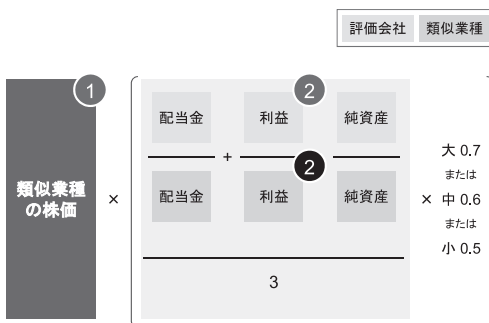 評価会社 類似業種
1
2
配当金 利益 純資産
+
2
類似業種
の株価
×
配当金 利益 純資産
3
× 
大 0.7
または
中 0.6
または
小 0.5